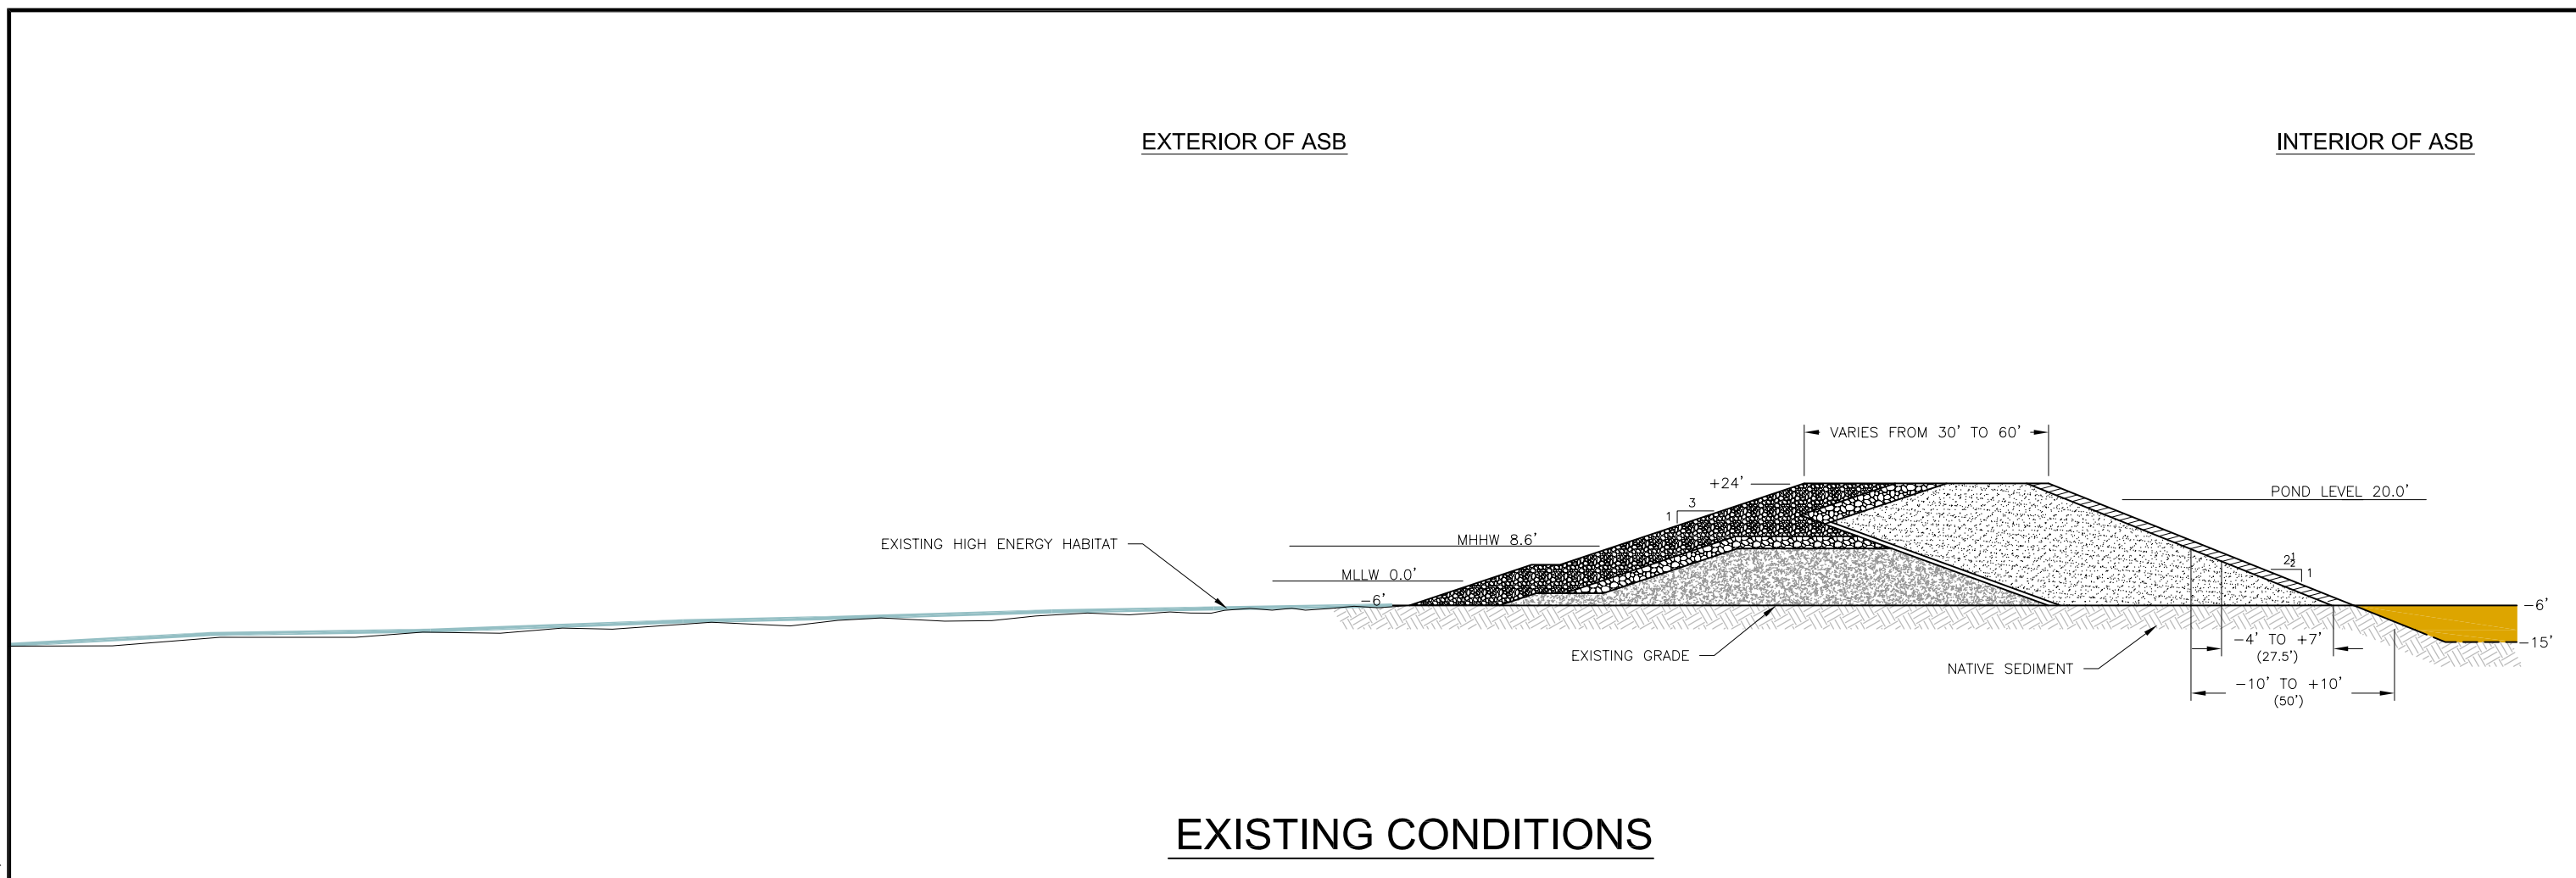 EXTERIOR OF ASB
INTERIOR OF ASB
VARIES FROM 30' TO 60'
+24'
POND LEVEL 20.0'
3
1
MHHW 8.6'
EXISTING HIGH ENERGY HABITAT
MLLW 0.0'
2½
1
-6'
-6'
-15'
-4' TO +7'
(27.5')
EXISTING GRADE
NATIVE SEDIMENT
-10' TO +10'
(50')
EXISTING CONDITIONS